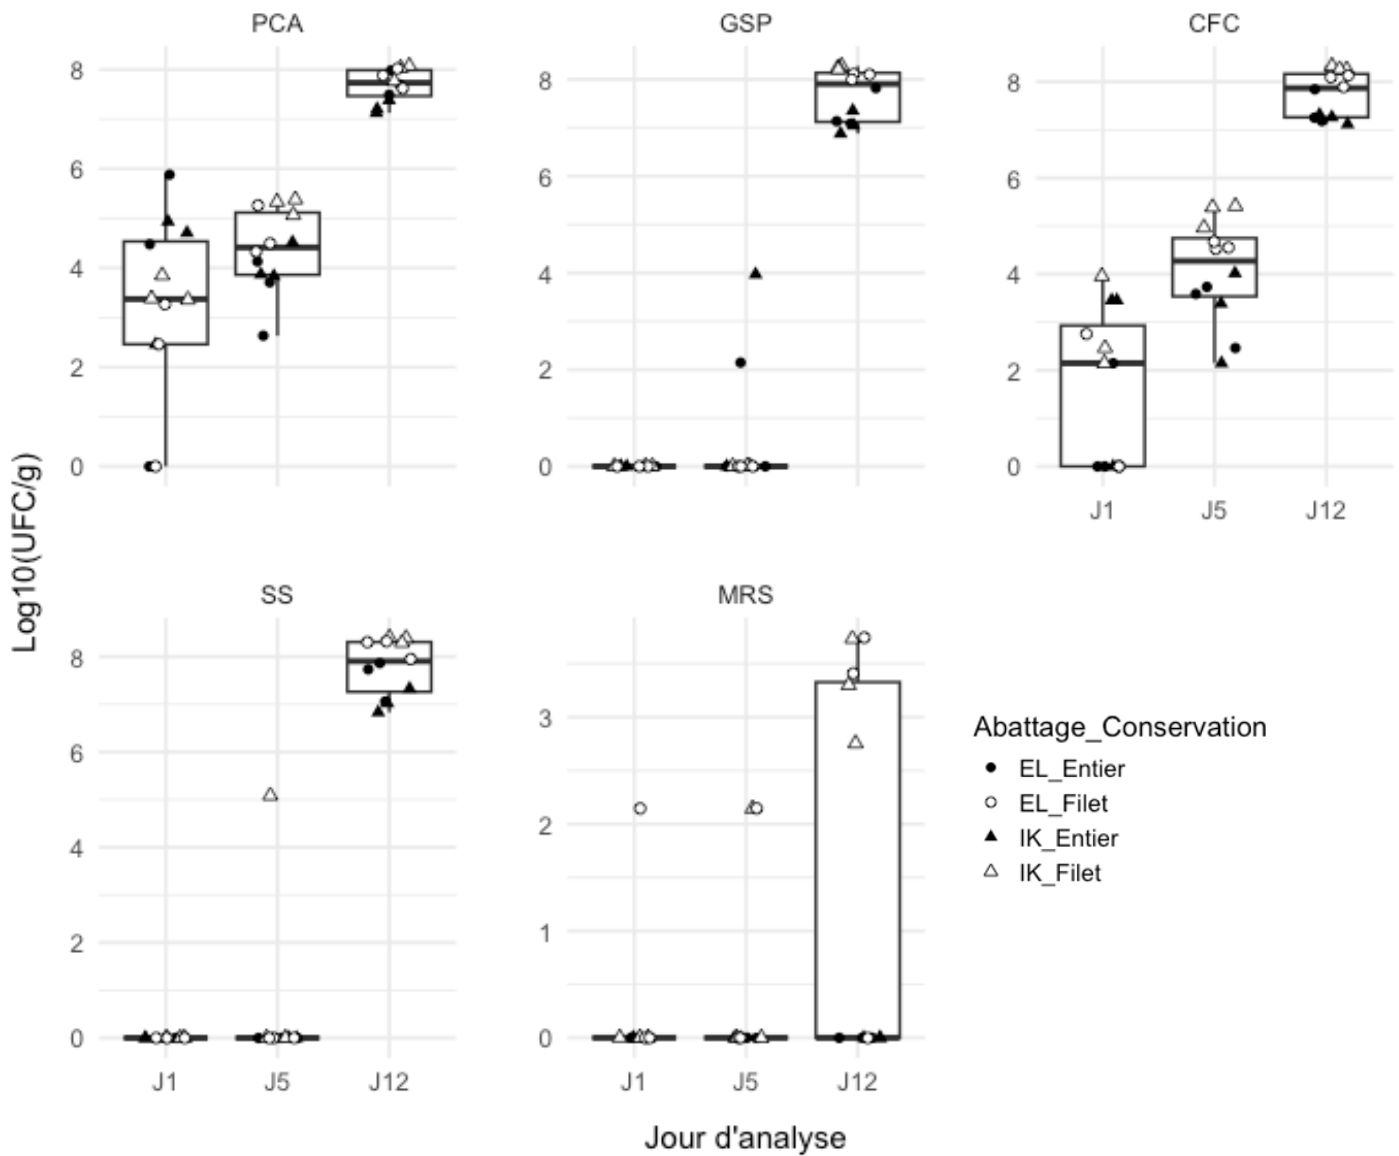 PCA
GSP
CFC
8
6
4
2
0
8
6
4
2
0
8
6
4
2
0
J1 J5 J12
Log10(UFC/g)
SS
MRS
8
6
4
2
0
3
2
1
0
J1 J5 J12
J1 J5 J12
Jour d'analyse
Abattage_Conservation
EL_Entier
EL_Filet
IK_Entier
IK_Filet